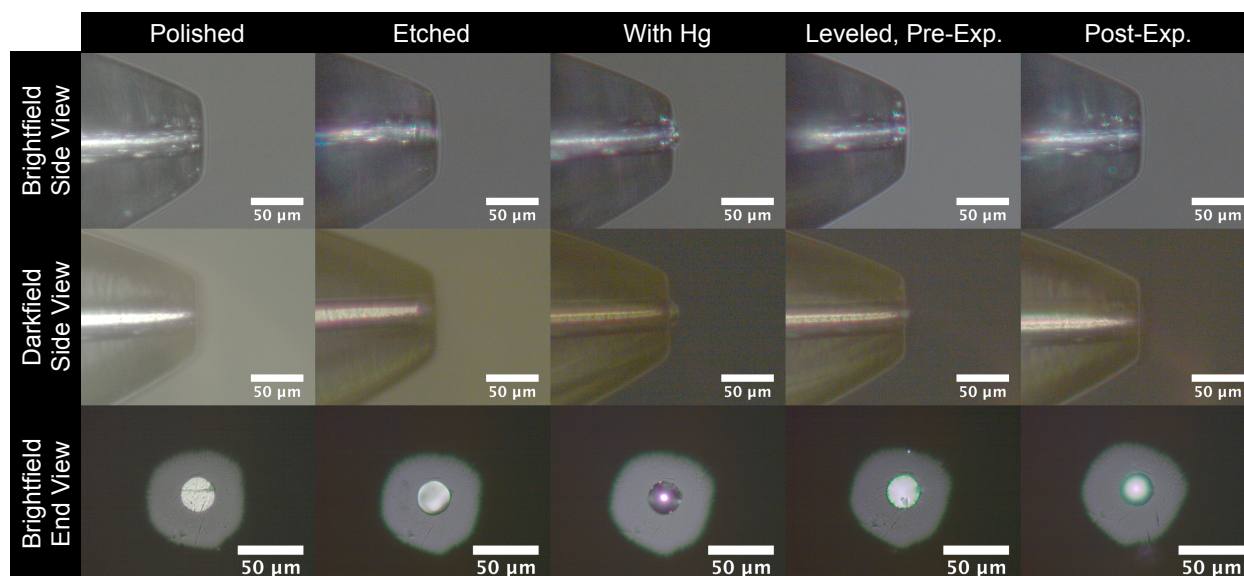 Polished Etched With Hg Leveled, Pre-Exp. Post-Exp.
Brightfield
Side View
50 µm 50 µm 50 µm 50 µm 50 µm
Darkfield
Side View
50 µm 50 µm 50 µm 50 µm 50 µm
Brightfield
End View
50 µm 50 µm 50 µm 50 µm 50 µm